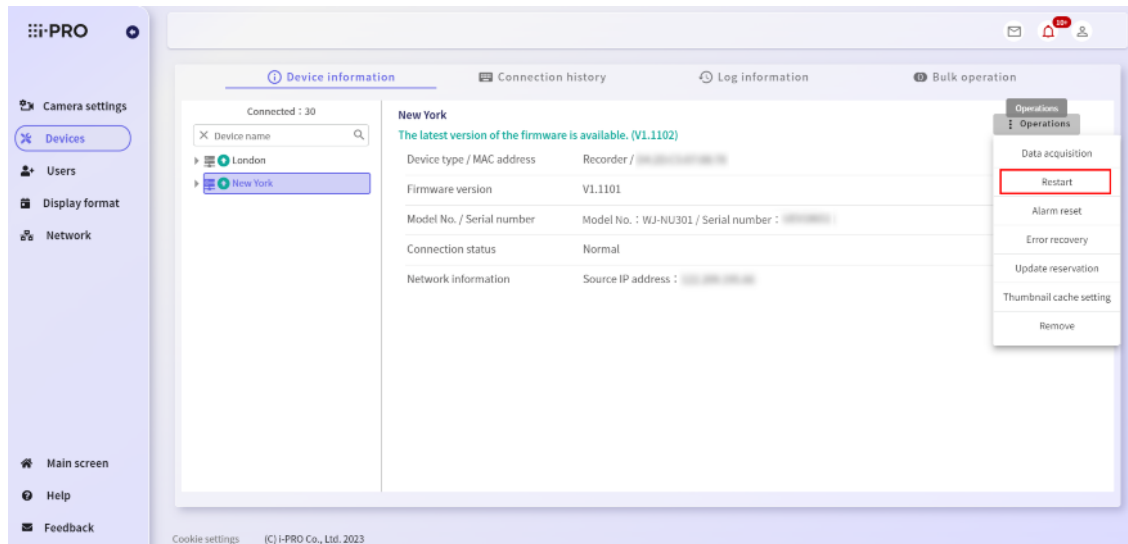 i-PRO
10+
Device information
Connection history
Log information
Bulk operation
Camera settings
Devices
Users
Display format
Network
Connected : 30
Device name
London
New York
New York
The latest version of the firmware is available. (V1.1102)
Device type / MAC address Recorder /
Firmware version V1.1101
Model No. / Serial number Model No. : WJ-NU301 / Serial number :
Connection status Normal
Network information Source IP address :
Operations
Operations
Data acquisition
Restart
Alarm reset
Error recovery
Update reservation
Thumbnail cache setting
Remove
Main screen
Help
Feedback
Cookie settings (C) i-PRO Co., Ltd. 2023